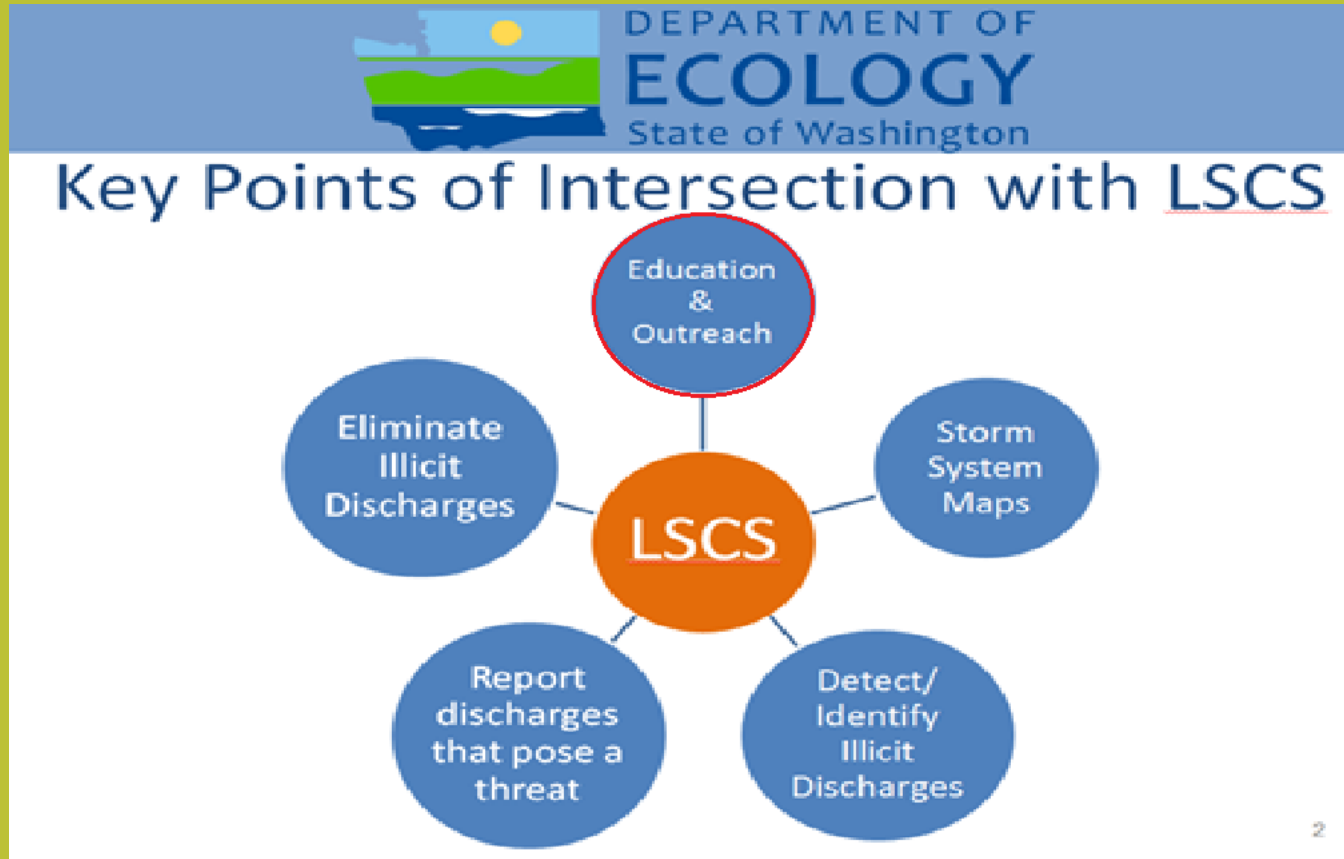 DEPARTMENT OF
ECOLOGY
State of Washington
Key Points of Intersection with LSCS
Education
&
Outreach
Storm
System
Maps
Detect/
Identify
Illicit
Discharges
Report
discharges
that pose a
threat
Eliminate
Illicit
Discharges
LSCS
2